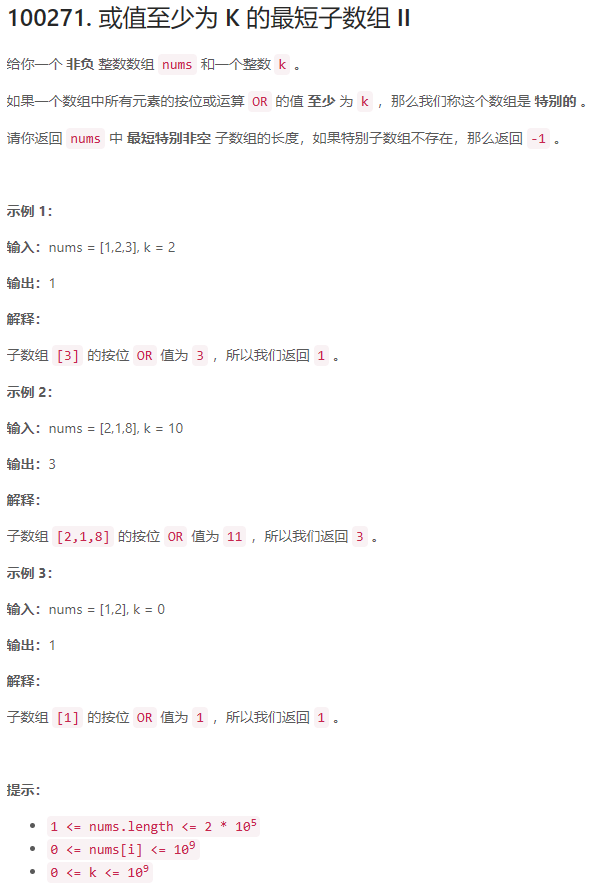 100271. 或值至少为 K 的最短子数组 II
给你一个 非负 整数数组 nums 和一个整数 k 。
如果一个数组中所有元素的按位或运算 OR 的值 至少 为 k ，那么我们称这个数组是 特别的 。
请你返回 nums 中 最短特别非空 子数组的长度，如果特别子数组不存在，那么返回 -1 。
示例 1：
输入：nums = [1,2,3], k = 2
输出：1
解释：
子数组 [3] 的按位 OR 值为 3 ，所以我们返回 1 。
示例 2：
输入：nums = [2,1,8], k = 10
输出：3
解释：
子数组 [2,1,8] 的按位 OR 值为 11 ，所以我们返回 3 。
示例 3：
输入：nums = [1,2], k = 0
输出：1
解释：
子数组 [1] 的按位 OR 值为 1 ，所以我们返回 1 。
提示：
• 1 <= nums.length <= 2 * 10⁵
• 0 <= nums[i] <= 10⁹
• 0 <= k <= 10⁹